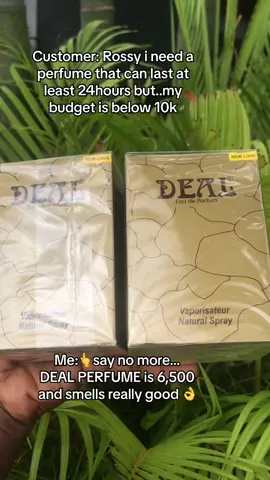 Customer: Rossy i need a
perfume that can last at
least 24hours but..my
budget is below 10k
NEW LOOK
DEAL
Vaporisateur
Natural Spray
NEW LOOK
DEAL
Eau de Parfum
Vaporisateur
Natural Spray
Me:👆say no more...
DEAL PERFUME is 6,500
and smells really good 👌